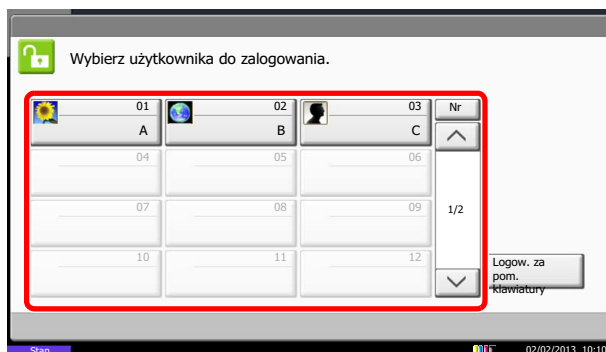 Wybierz użytkownika do zalogowania.
01 02 03 Nr
A B C
04 05 06
07 08 09 1/2
10 11 12
Logow. za
pom.
klawiatury
Stan 02/02/2013 10:10